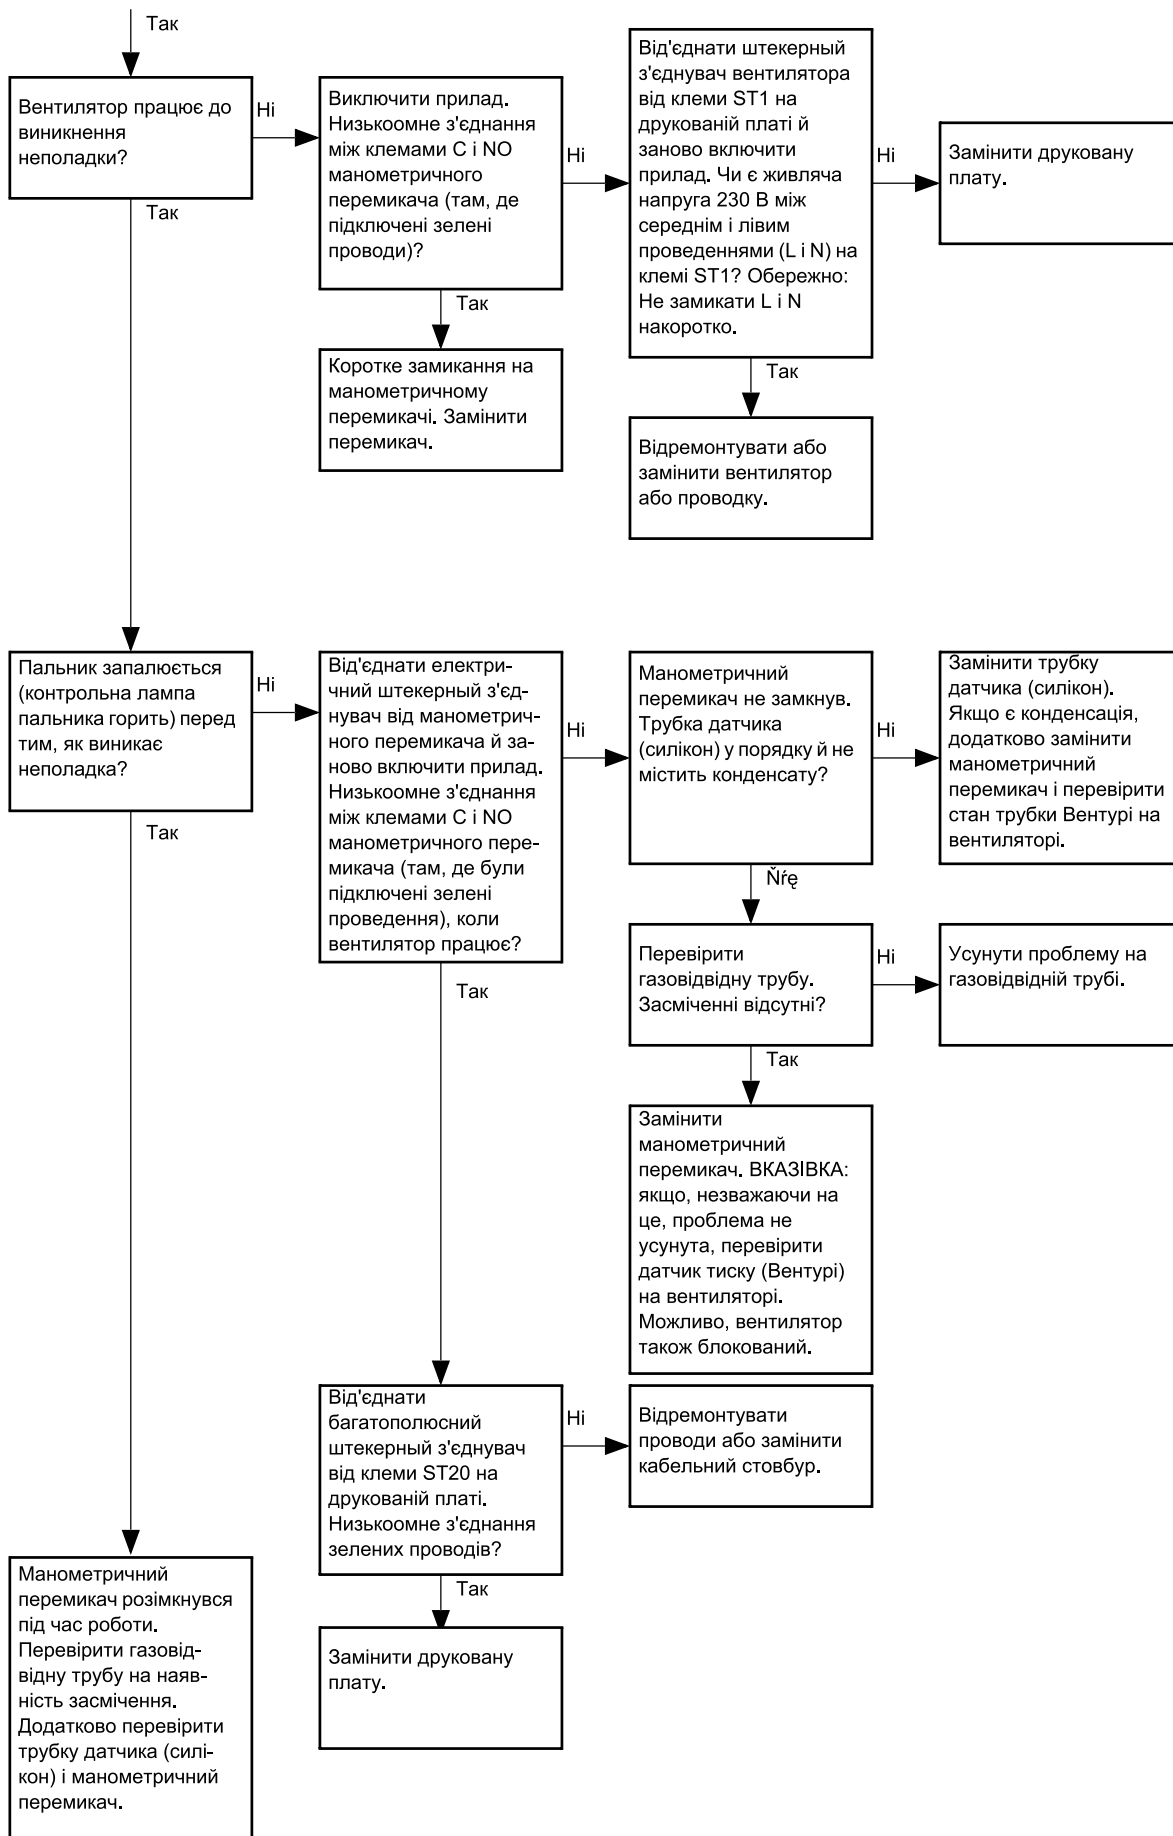 Так
Вентилятор працює до
виникнення
неполадки?
Ні
Так
Виключити прилад.
Низькоомне з'єднання
між клемами C і NO
манометричного
перемикача (там, де
підключені зелені
проводи)?
Ні
Так
Коротке замикання на
манометричному
перемикачі. Замінити
перемикач.
Від'єднати штекерный
з'єднувач вентилятора
від клеми ST1 на
друкованій платі й
заново включити
прилад. Чи є живляча
напруга 230 В між
середнім і лівим
проведеннями (L і N) на
клемі ST1? Обережно:
Не замикати L і N
накоротко.
Ні
Так
Замінити друковану
плату.
Відремонтувати або
замінити вентилятор
або проводку.
Пальник запалюється
(контрольна лампа
пальника горить) перед
тим, як виникає
неполадка?
Ні
Так
Від'єднати електри-
чний штекерный з'єд-
нувач від манометрич-
ного перемикача й за-
ново включити прилад.
Низькоомне з'єднання
між клемами C і NO
манометричного пере-
микача (там, де були
підключені зелені
проведення), коли
вентилятор працює?
Ні
Так
Манометричний
перемикач не замкнув.
Трубка датчика
(силікон) у порядку й не
містить конденсату?
Ні
Ňŕę
Замінити трубку
датчика (силікон).
Якщо є конденсація,
додатково замінити
манометричний
перемикач і перевірити
стан трубки Вентурі на
вентиляторі.
Перевірити
газовідвідну трубу.
Засміченні відсутні?
Ні
Так
Усунути проблему на
газовідвідній трубі.
Замінити
манометричний
перемикач. ВКАЗІВКА:
якщо, незважаючи на
це, проблема не
усунута, перевірити
датчик тиску (Вентурі)
на вентиляторі.
Можливо, вентилятор
також блокований.
Від'єднати
багатополюсний
штекерный з'єднувач
від клеми ST20 на
друкованій платі.
Низькоомне з'єднання
зелених проводів?
Ні
Так
Відремонтувати
проводи або замінити
кабельний стовбур.
Замінити друковану
плату.
Манометричний
перемикач розімкнувся
під час роботи.
Перевірити газовід-
відну трубу на наяв-
ність засмічення.
Додатково перевірити
трубку датчика (силі-
кон) і манометричний
перемикач.